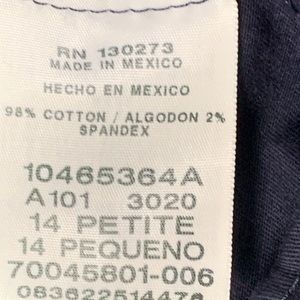 RN 130273
MADE IN MEXICO
HECHO EN MEXICO
98% COTTON / ALGODON 2%
SPANDEX
10465364A
A101 3020
14 PETITE
14 PEQUENO
70045801-006
083622514476